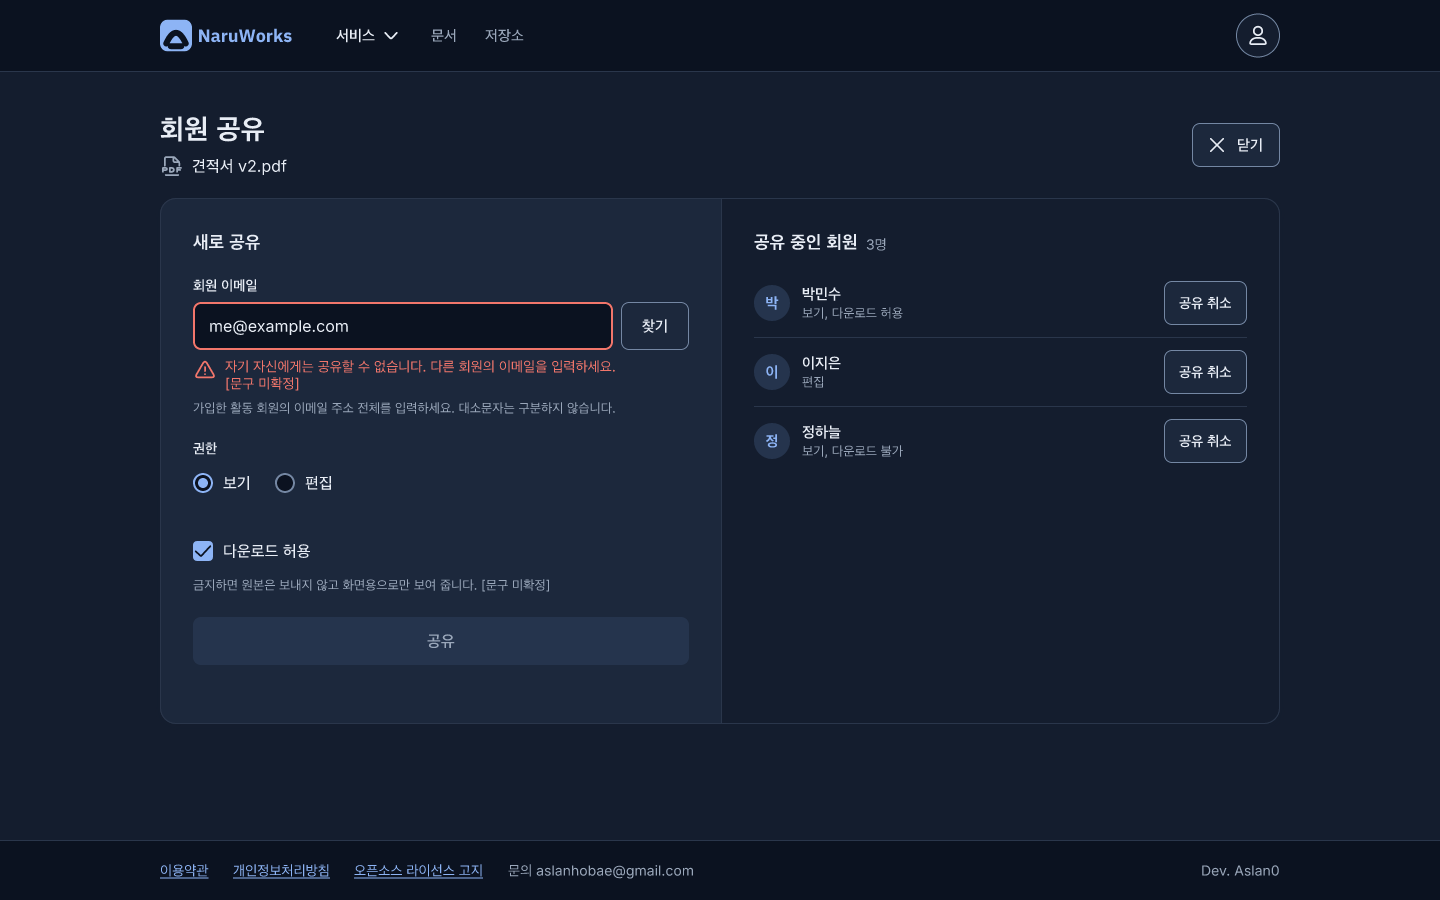 NaruWorks
서비스
문서
저장소
회원 공유
PDF
견적서 v2.pdf
닫기
새로 공유
회원 이메일
me@example.com
찾기
자기 자신에게는 공유할 수 없습니다. 다른 회원의 이메일을 입력하세요.
[문구 미확정]
가입한 활동 회원의 이메일 주소 전체를 입력하세요. 대소문자는 구분하지 않습니다.
권한
보기
편집
다운로드 허용
금지하면 원본은 보내지 않고 화면용으로만 보여 줍니다. [문구 미확정]
공유
공유 중인 회원 3명
박
박민수
보기, 다운로드 허용
공유 취소
이
이지은
편집
공유 취소
정
정하늘
보기, 다운로드 불가
공유 취소
이용약관
개인정보처리방침
오픈소스 라이선스 고지
문의 aslanhobae@gmail.com
Dev. Aslan0